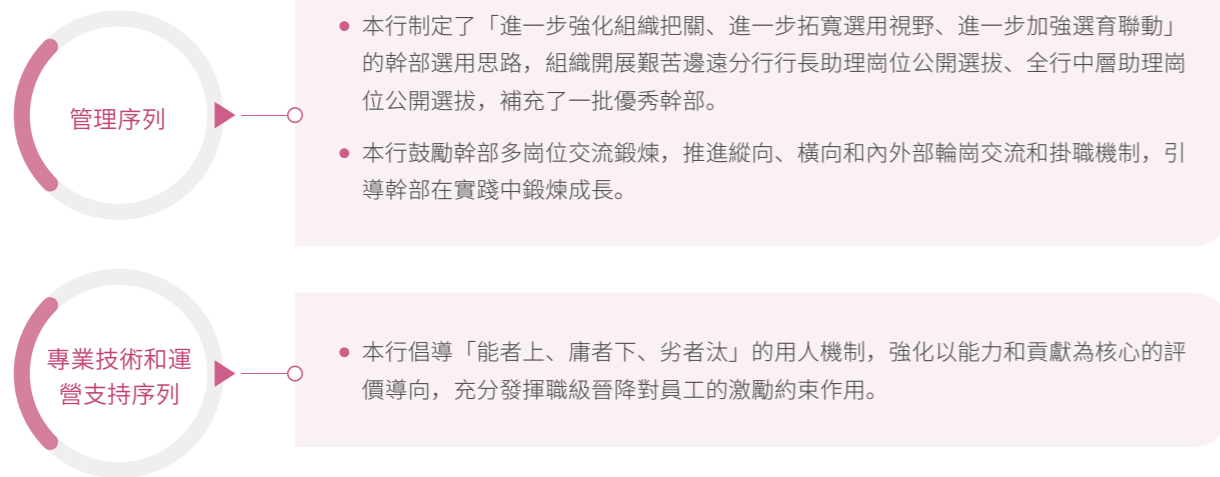 管理序列
● 本行制定了「進一步強化組織把關、進一步拓寬選用視野、進一步加強選育聯動」
的幹部選用思路，組織開展艱苦邊遠分行行長助理崗位公開選拔、全行中層助理崗
位公開選拔，補充了一批優秀幹部。
● 本行鼓勵幹部多崗位交流鍛煉，推進縱向、橫向和內外部輪崗交流和掛職機制，引
導幹部在實踐中鍛煉成長。
專業技術和運
營支持序列
● 本行倡導「能者上、庸者下、劣者汰」的用人機制，強化以能力和貢獻為核心的評
價導向，充分發揮職級晉降對員工的激勵約束作用。